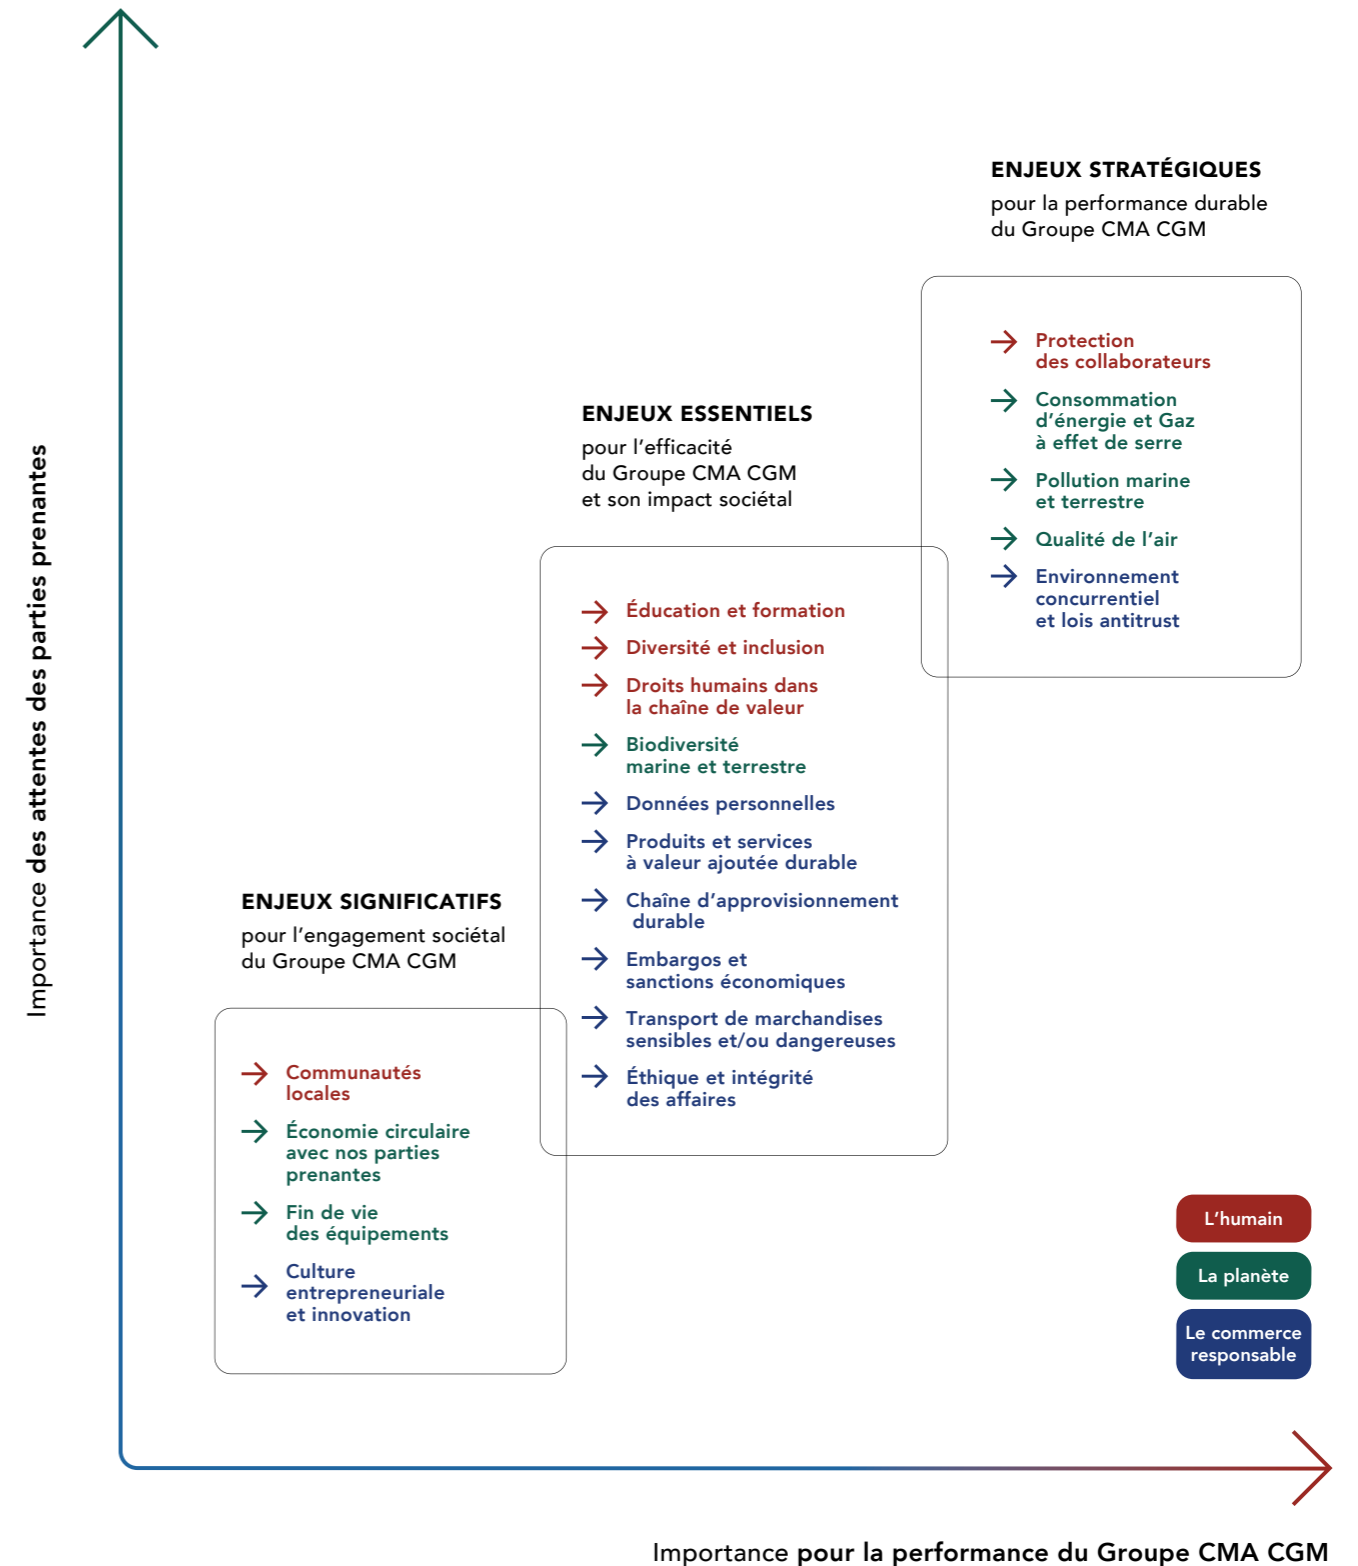 ENJEUX STRATÉGIQUES
pour la performance durable
du Groupe CMA CGM
Protection
des collaborateurs
Consommation
d'énergie et Gaz
à effet de serre
Pollution marine
et terrestre
Qualité de l'air
Environnement
concurrentiel
et lois antitrust
ENJEUX ESSENTIELS
pour l'efficacité
du Groupe CMA CGM
et son impact sociétal
Éducation et formation
Diversité et inclusion
Droits humains dans
la chaîne de valeur
Biodiversité
marine et terrestre
Données personnelles
Produits et services
à valeur ajoutée durable
Chaîne d'approvisionnement
durable
Embargos et
sanctions économiques
Transport de marchandises
sensibles et/ou dangereuses
Éthique et intégrité
des affaires
ENJEUX SIGNIFICATIFS
pour l'engagement sociétal
du Groupe CMA CGM
Communautés
locales
Économie circulaire
avec nos parties
prenantes
Fin de vie
des équipements
Culture
entrepreneuriale
et innovation
L'humain
La planète
Le commerce
responsable
Importance des attentes des parties prenantes
Importance pour la performance du Groupe CMA CGM